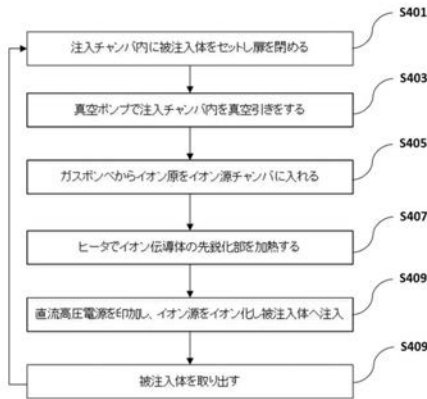 S401
注入チャンバ内に被注入体をセットし扉を閉める
S403
真空ポンプで注入チャンバ内を真空引きをする
S405
ガスボンベからイオン原をイオン源チャンバに入れる
S407
ヒータでイオン伝導体の先鋭化部を加熱する
S409
直流高圧電源を印加し、イオン源をイオン化し被注入体へ注入
S409
被注入体を取り出す